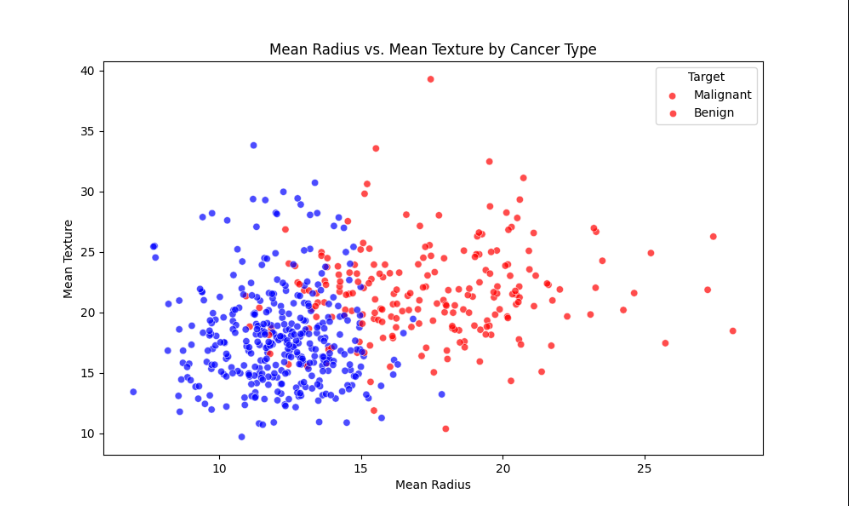 Mean Radius vs. Mean Texture by Cancer Type
Target
Malignant
Benign
40
35
30
25
20
15
10
Mean Texture
10
15
20
25
Mean Radius